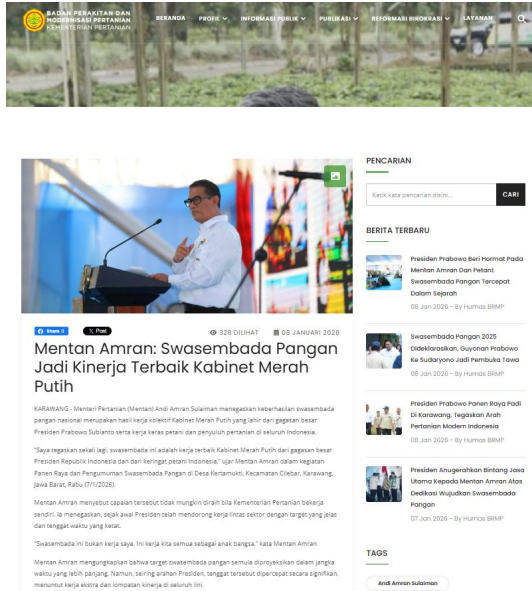 BADAN PERAKITAN DAN
MODERNISASI PERTANIAN
KEMENTERIAN PERTANIAN
BERANDA PROFIL INFORMASI PUBLIK PUBLIKASI REFORMASI BIROKRASI LAYANAN
Share 0 X Post 328 DILIHAT 08 JANUARI 2026
Mentan Amran: Swasembada Pangan
Jadi Kinerja Terbaik Kabinet Merah
Putih
KARAWANG - Menteri Pertanian (Mentan) Andi Amran Sulaiman menegaskan keberhasilan swasembada
pangan nasional merupakan hasil kerja kolektif Kabinet Merah Putih yang lahir dari gagasan besar
Presiden Prabowo Subianto serta kerja keras petani dan penyuluh pertanian di seluruh Indonesia.
"Saya tegaskan sekali lagi, swasembada ini adalah kerja terbaik Kabinet Merah Putih dari gagasan besar
Presiden Republik Indonesia dan dari keringat petani Indonesia," ujar Mentan Amran dalam kegiatan
Panen Raya dan Pengumuman Swasembada Pangan di Desa Kertamukti, Kecamatan Cilebar, Karawang,
Jawa Barat, Rabu (7/1/2026).
Mentan Amran menyebut capaian tersebut tidak mungkin diraih bila Kementerian Pertanian bekerja
sendiri. Ia menegaskan, sejak awal Presiden telah mendorong kerja lintas sektor dengan target yang jelas
dan tenggat waktu yang ketat.
"Swasembada ini bukan kerja saya. Ini kerja kita semua sebagai anak bangsa," kata Mentan Amran
Mentan Amran mengungkapkan bahwa target swasembada pangan semula diproyeksikan dalam jangka
waktu yang lebih panjang. Namun, seiring arahan Presiden, tenggat tersebut dipercepat secara signifikan,
menuntut kerja ekstra dan lompatan kinerja di seluruh lini.
PENCARIAN
Ketik kata pencarian disini... CARI
BERITA TERBARU
Presiden Prabowo Beri Hormat Pada
Mentan Amran Dan Petani:
Swasembada Pangan Tercepat
Dalam Sejarah
08 Jan 2026 - By Humas BRMP
Swasembada Pangan 2025
Dideklarasikan, Guyonan Prabowo
Ke Sudaryono Jadi Pembuka Tawa
08 Jan 2026 - By Humas BRMP
Presiden Prabowo Panen Raya Padi
Di Karawang, Tegaskan Arah
Pertanian Modern Indonesia
08 Jan 2026 - By Humas BRMP
Presiden Anugerahkan Bintang Jasa
Utama Kepada Mentan Amran Atas
Dedikasi Wujudkan Swasembada
Pangan
07 Jan 2026 - By Humas BRMP
TAGS
Andi Amran Sulaiman